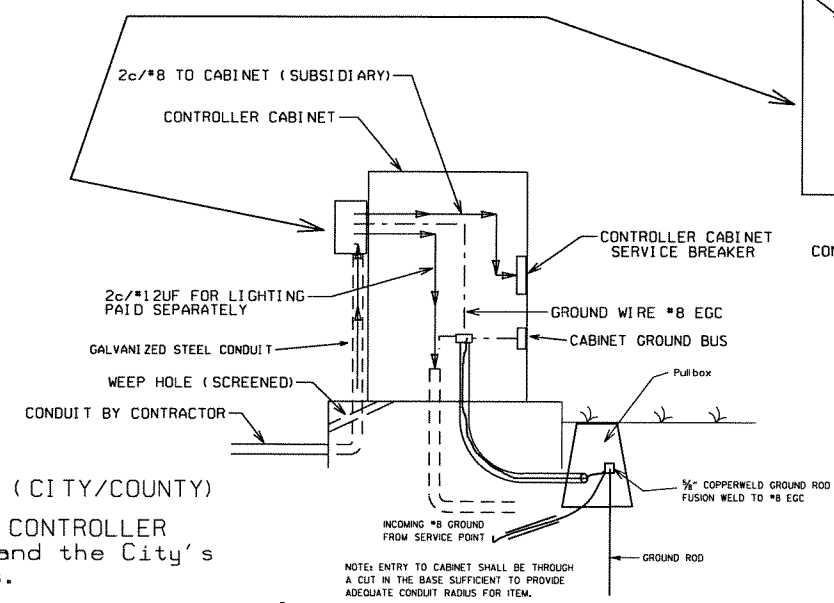 2c/#8 TO CABINET (SUBSIDIARY)
CONTROLLER CABINET
CONTROLLER CABINET
SERVICE BREAKER
CON
2c/#12UF FOR LIGHTING
PAID SEPARATELY
GROUND WIRE #8 EGC
CABINET GROUND BUS
GALVANIZED STEEL CONDUIT
WEEP HOLE (SCREENED)
Pullbox
CONDUIT BY CONTRACTOR
(CITY/COUNTY)
CONTROLLER
and the City's
s.
⅝" COPPERWELD GROUND ROD
FUSION WELD TO #8 EGC
INCOMING #8 GROUND
FROM SERVICE POINT
GROUND ROD
NOTE: ENTRY TO CABINET SHALL BE THROUGH
A CUT IN THE BASE SUFFICIENT TO PROVIDE
ADEQUATE CONDUIT RADIUS FOR ITEM.